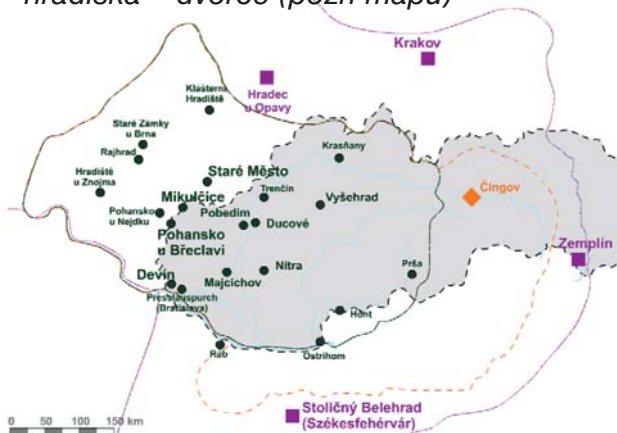 hradiská – dvorce (pozri mapu)
Krakov
Hradec
u Opavy
Klášterní
Hradiště
Staré Zámky
u Brna
Rajhrad
Hradiště
u Znojma
Krasňany
Staré Město
Trenčín
Čingov
Mikulčice
Vyšehrad
Pobedim
Pohansko
u Nejdku
Ducové
Pohansko
u Břeclavi
Zemplín
Devín
Nitra
Prša
Majcichov
Presslauspurch
(Bratislava)
Hont
Ráb
Ostrihom
Stoličný Belehrad
(Székesfehérvár)
0 50 100 150 km